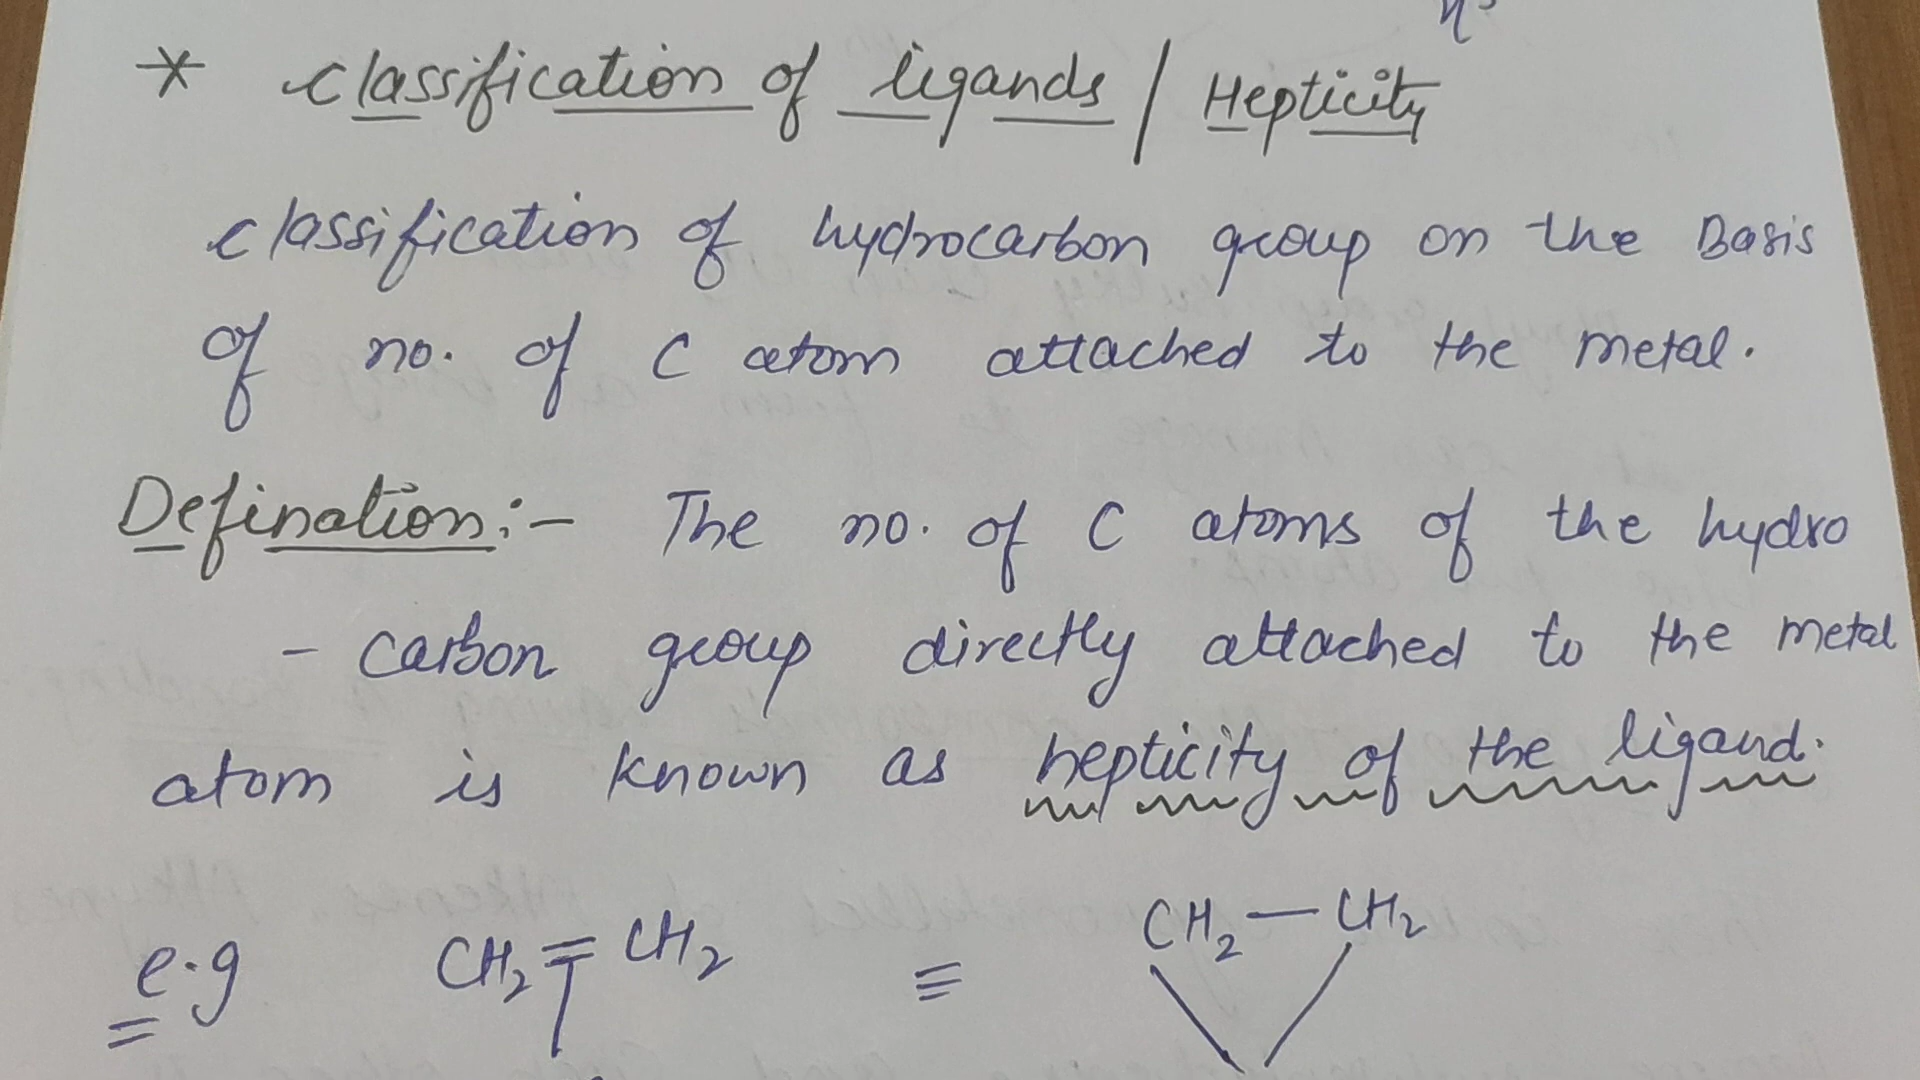 η
* Classification of ligands / Hepticity
Classification of hydrocarbon group on the Basis
of no. of C atom attached to the metal.
Defination:- The no. of C atoms of the hydro
- carbon group directly attached to the metal
atom is known as hepticity of the ligand.
e.g CH₂ = CH₂ ≡ CH₂ — CH₂